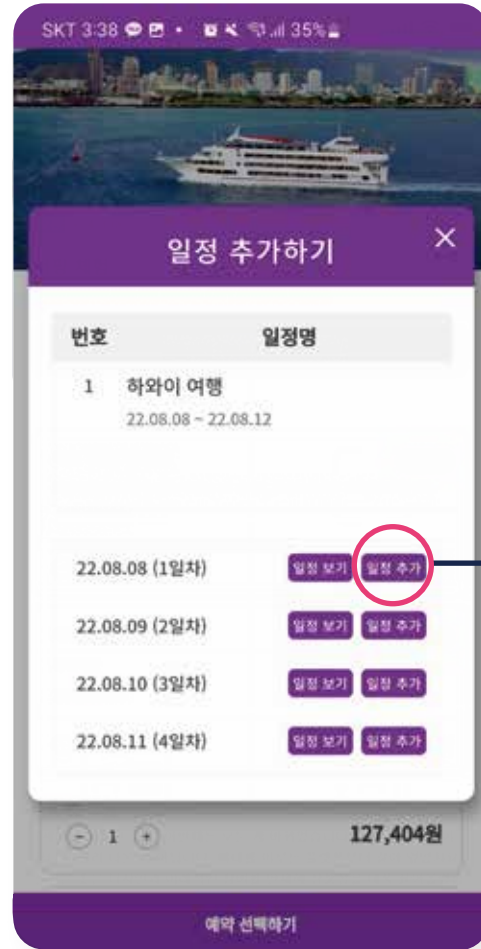 SKT 3:38 35%
일정 추가하기
번호 일정명
1 하와이 여행
22.08.08 ~ 22.08.12
22.08.08 (1일차) 일정 보기 일정 추가
22.08.09 (2일차) 일정 보기 일정 추가
22.08.10 (3일차) 일정 보기 일정 추가
22.08.11 (4일차) 일정 보기 일정 추가
1 127,404원
예약 선택하기